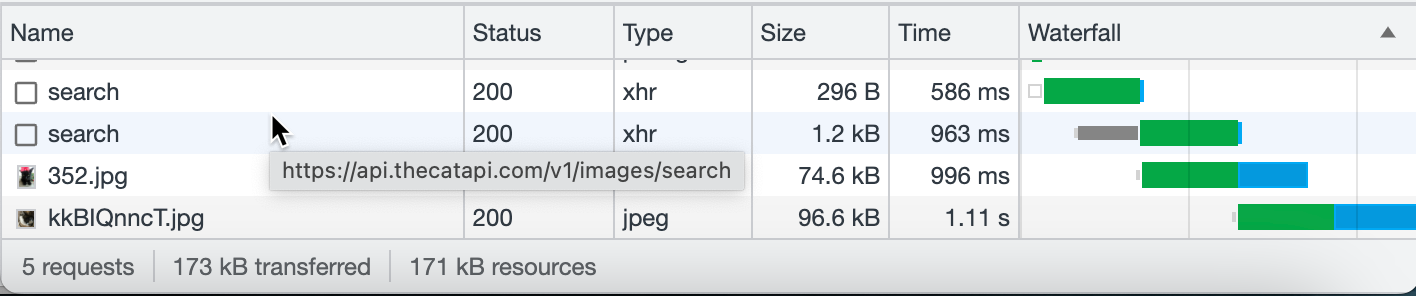 Name Status Type Size Time Waterfall
search 200 xhr 296 B 586 ms
search 200 xhr 1.2 kB 963 ms
352.jpg 74.6 kB 996 ms
https://api.thecatapi.com/v1/images/search
kkBIQnncT.jpg 200 jpeg 96.6 kB 1.11 s
5 requests 173 kB transferred 171 kB resources